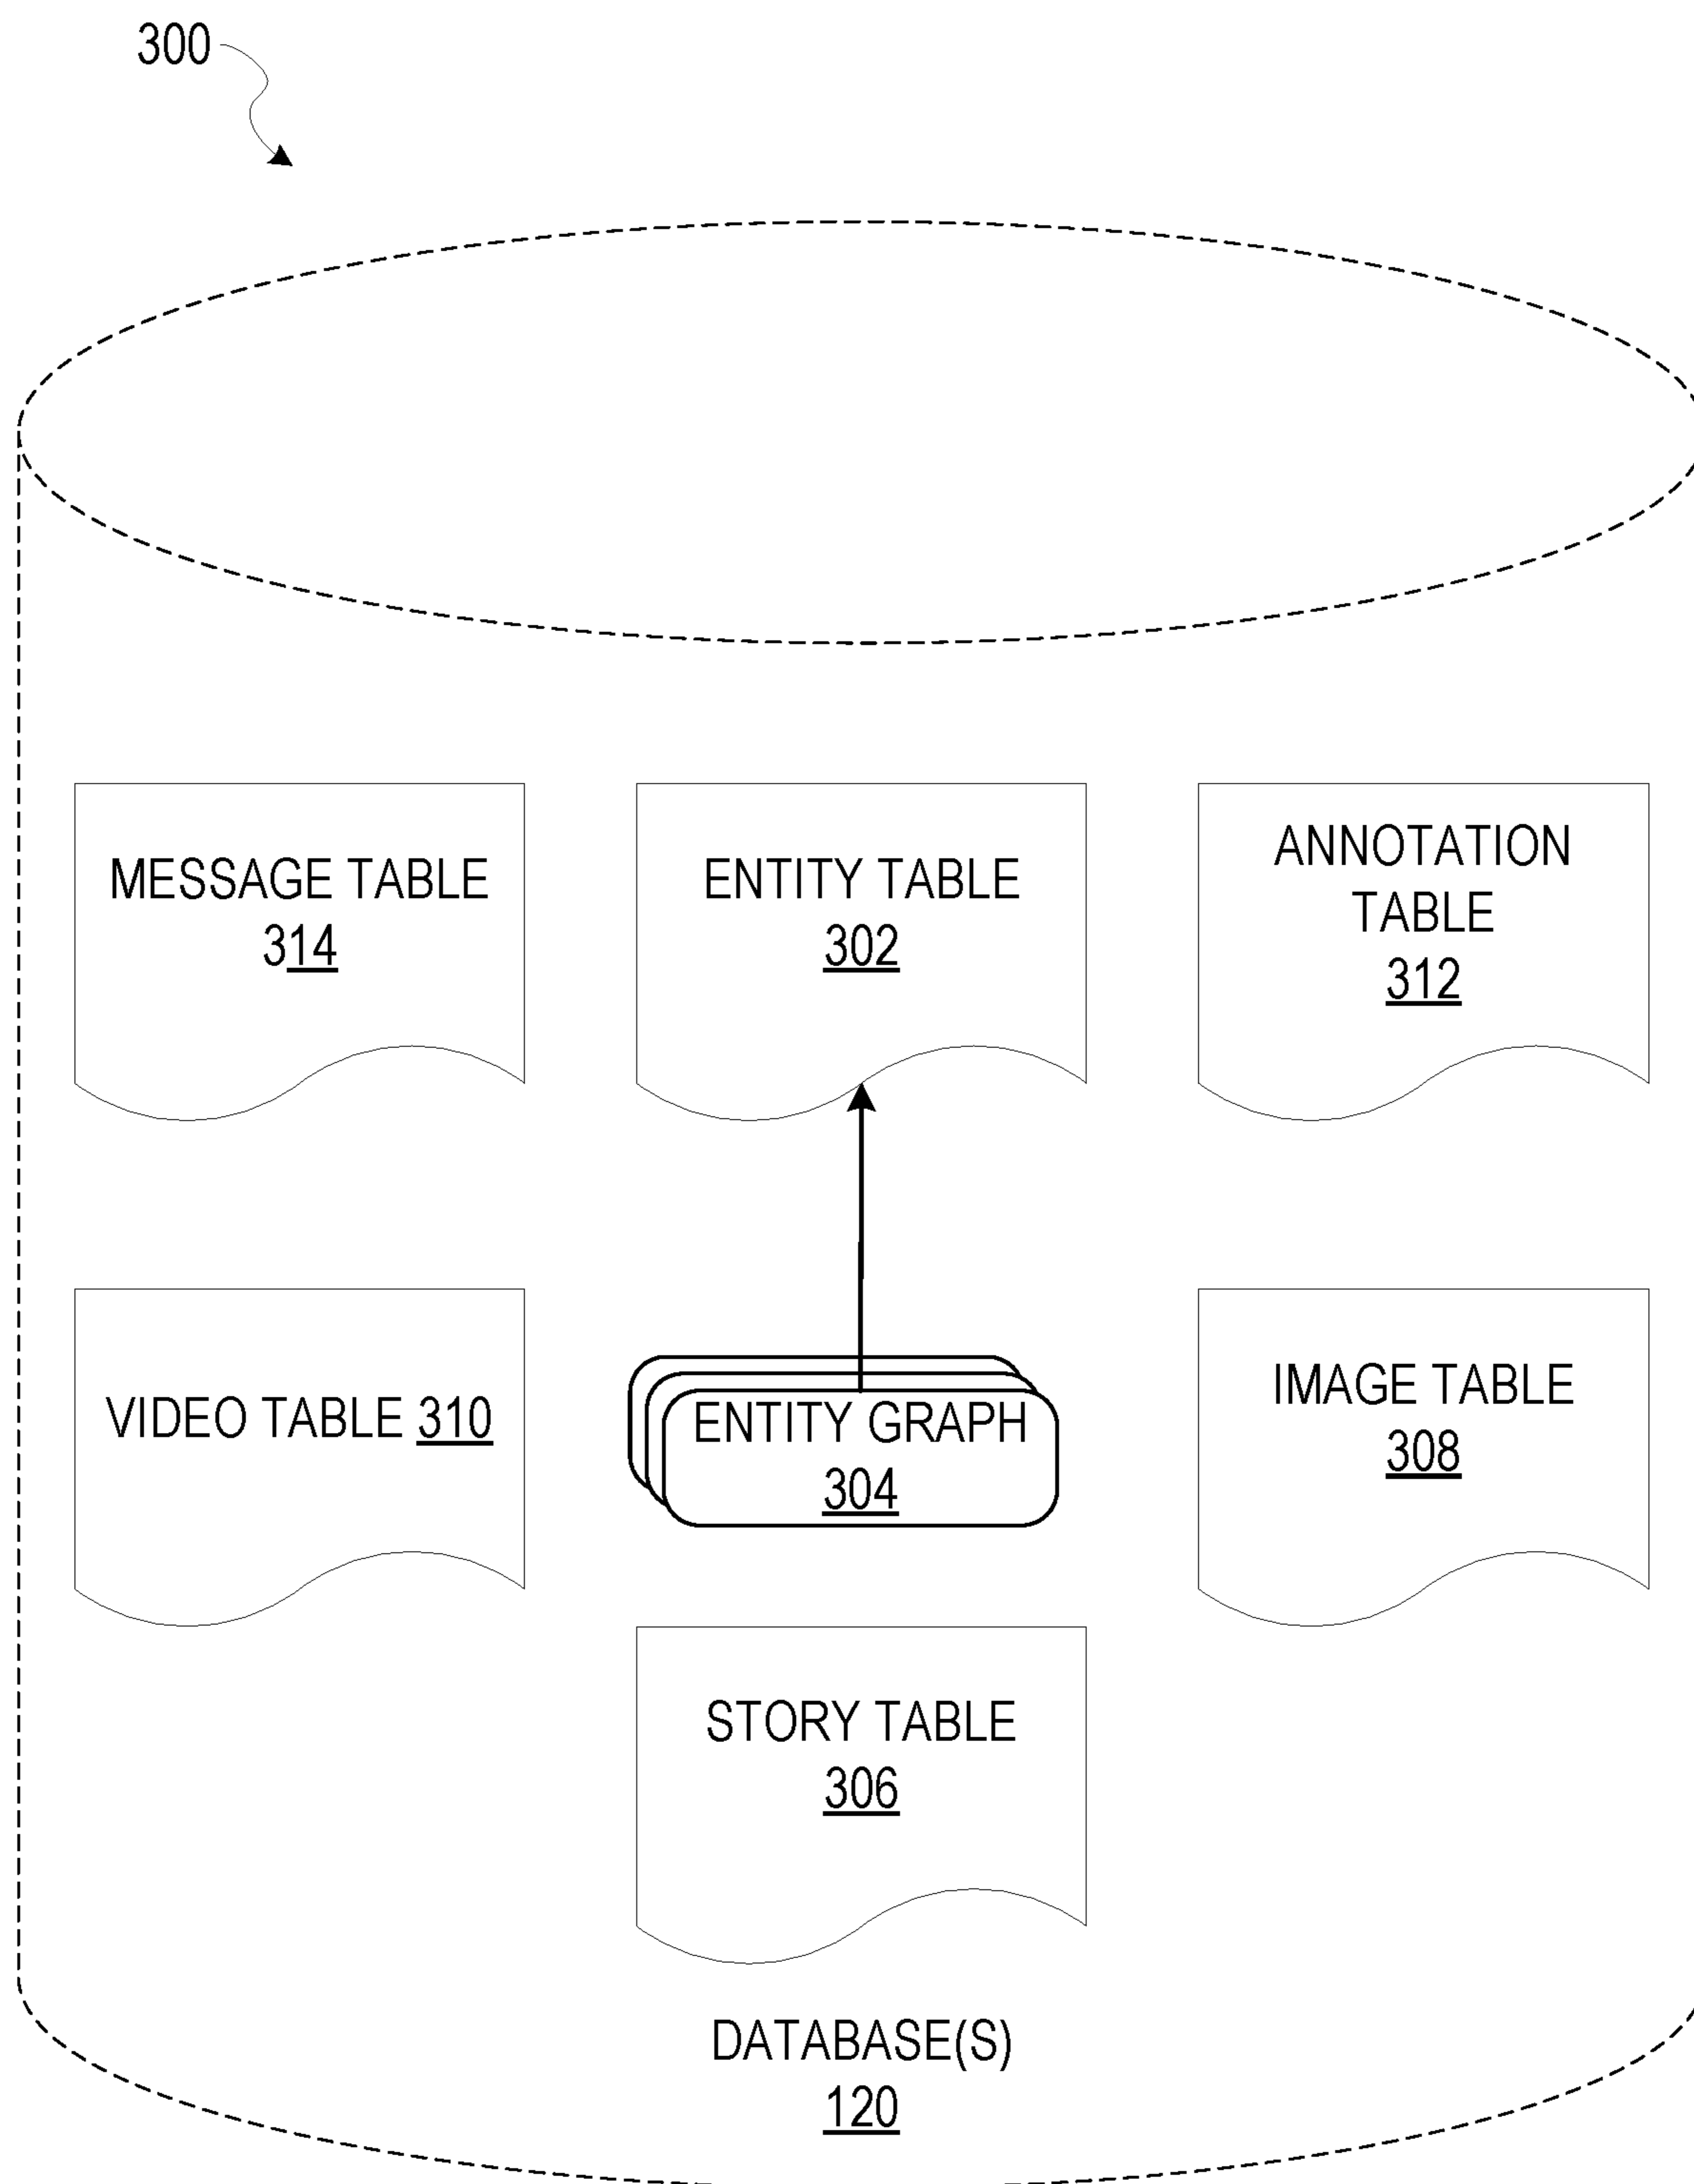 300
MESSAGE TABLE
314
ENTITY TABLE
302
ANNOTATION
TABLE
312
VIDEO TABLE 310
ENTITY GRAPH
304
IMAGE TABLE
308
STORY TABLE
306
DATABASE(S)
120